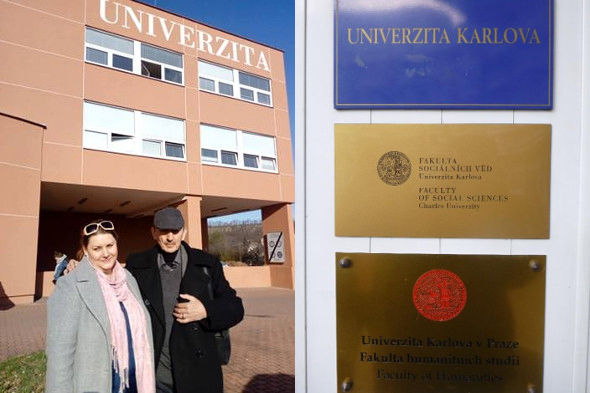 UNIVERZITA
UNIVERZITA KARLOVA
FAKULTA
SOCIÁLNÍCH VĚD
Univerzita Karlova
FACULTY
OF SOCIAL SCIENCES
Charles University
Univerzita Karlova v Praze
Fakulta humanitních studií
Faculty of Humanities